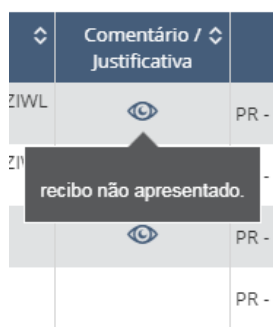 Comentário /
Justificativa
ZIWL
PR -
recibo não apresentado.
PR -
PR -